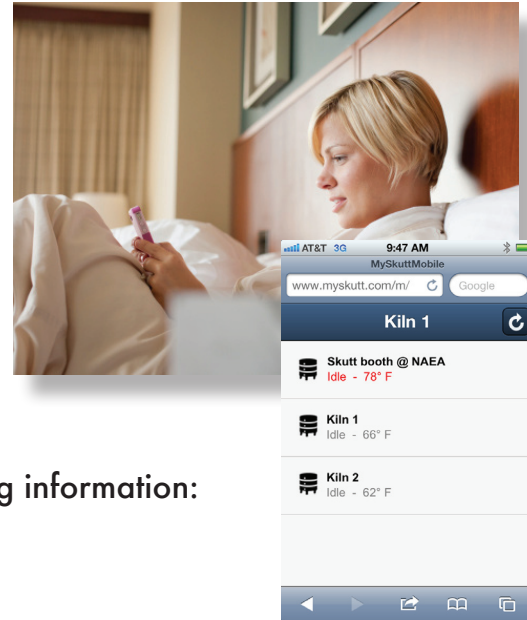 AT&T 3G 9:47 AM
MySkuttMobile
www.myskutt.com/m/ Google
Kiln 1
Skutt booth @ NAEA
Idle - 78° F
Kiln 1
Idle - 66° F
Kiln 2
Idle - 62° F
g information: